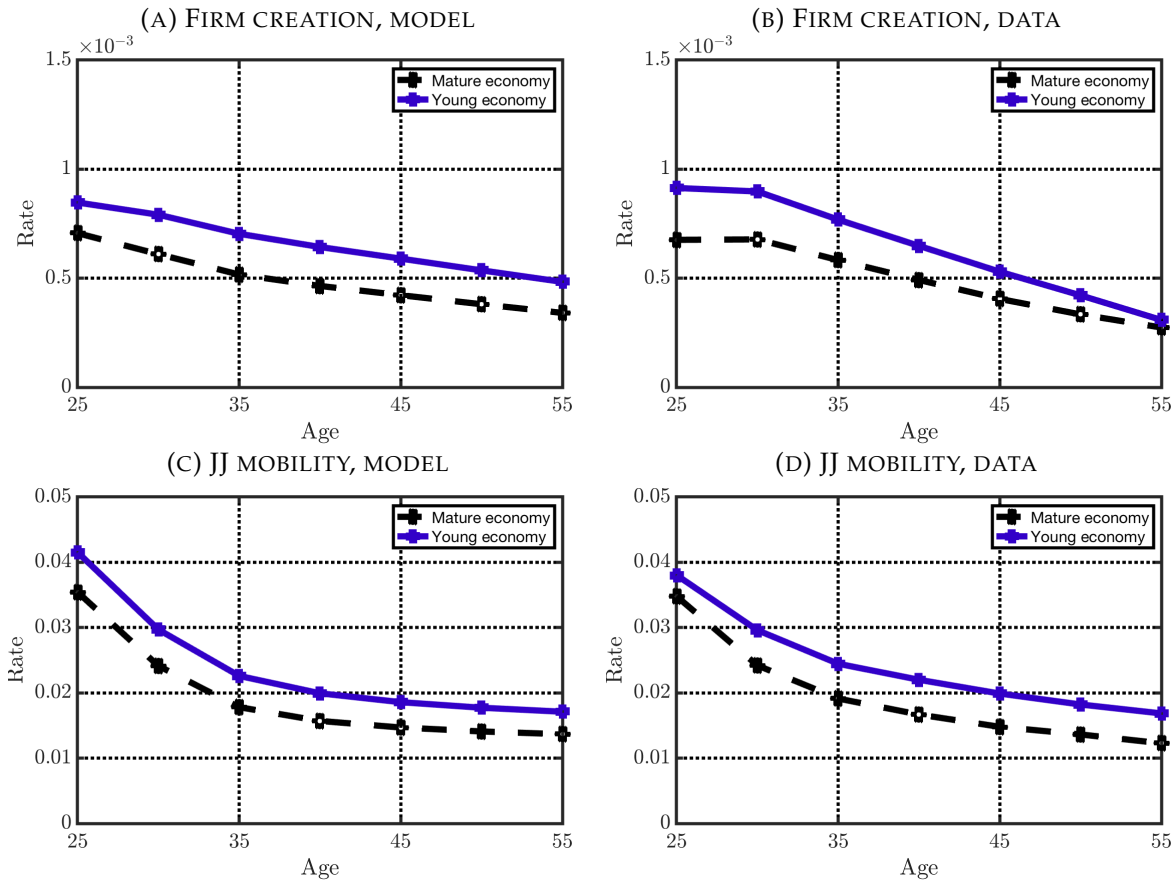 (A) FIRM CREATION, MODEL
×10⁻³
1.5
1
0.5
0
Rate
25
35
45
55
Age
Mature economy
Young economy
(B) FIRM CREATION, DATA
×10⁻³
1.5
1
0.5
0
Rate
25
35
45
55
Age
Mature economy
Young economy
(C) JJ MOBILITY, MODEL
0.05
0.04
0.03
0.02
0.01
0
Rate
25
35
45
55
Age
Mature economy
Young economy
(D) JJ MOBILITY, DATA
0.05
0.04
0.03
0.02
0.01
0
Rate
25
35
45
55
Age
Mature economy
Young economy